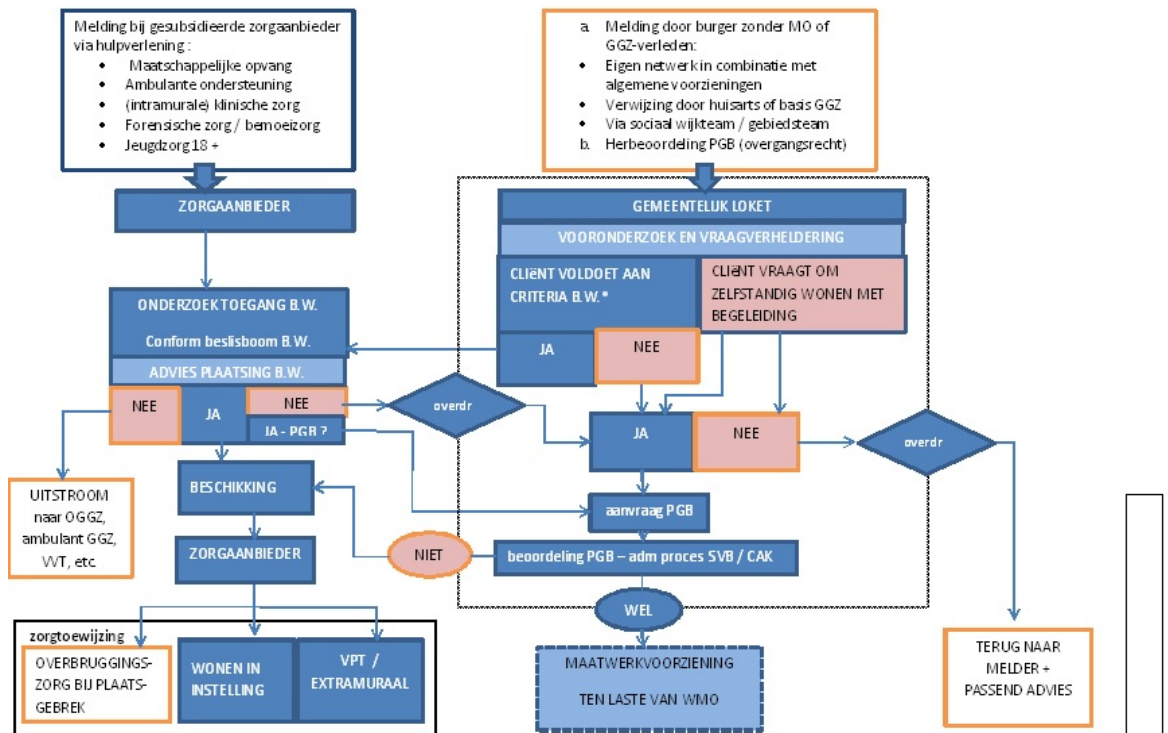 Melding bij gesubsidieerde zorgaanbieder
via hulpverlening :
• Maatschappelijke opvang
• Ambulante ondersteuning
• (intramurale) klinische zorg
• Forensische zorg / bemoeizorg
• Jeugdzorg 18 +
a. Melding door burger zonder MO of
GGZ-verleden:
• Eigen netwerk in combinatie met
algemene voorzieningen
• Verwijzing door huisarts of basis GGZ
• Via sociaal wijkteam / gebiedsteam
b. Herbeoordeling PGB (overgangsrecht)
ZORGAANBIEDER
GEMEENTELIJK LOKET
VOORONDERZOEK EN VRAAGVERHELDERING
CLIËNT VOLDOET AAN
CRITERIA B.W.*
CLIËNT VRAAGT OM
ZELFSTANDIG WONEN MET
BEGELEIDING
JA
NEE
ONDERZOEK TOEGANG B.W.
Conform beslisboom B.W.
ADVIES PLAATSING B.W.
NEE
JA
NEE
JA - PGB ?
overdr
JA
NEE
overdr
UITSTROOM
naar OGGZ,
ambulant GGZ,
VVT, etc.
BESCHIKKING
aanvraag PGB
ZORGAANBIEDER
NIET
beoordeling PGB – adm proces SVB / CAK
WEL
zorgtoewijzing
OVERBRUGGINGS-
ZORG BIJ PLAATS-
GEBREK
WONEN IN
INSTELLING
VPT /
EXTRAMURAAL
MAATWERKVOORZIENING
TEN LASTE VAN WMO
TERUG NAAR
MELDER +
PASSEND ADVIES